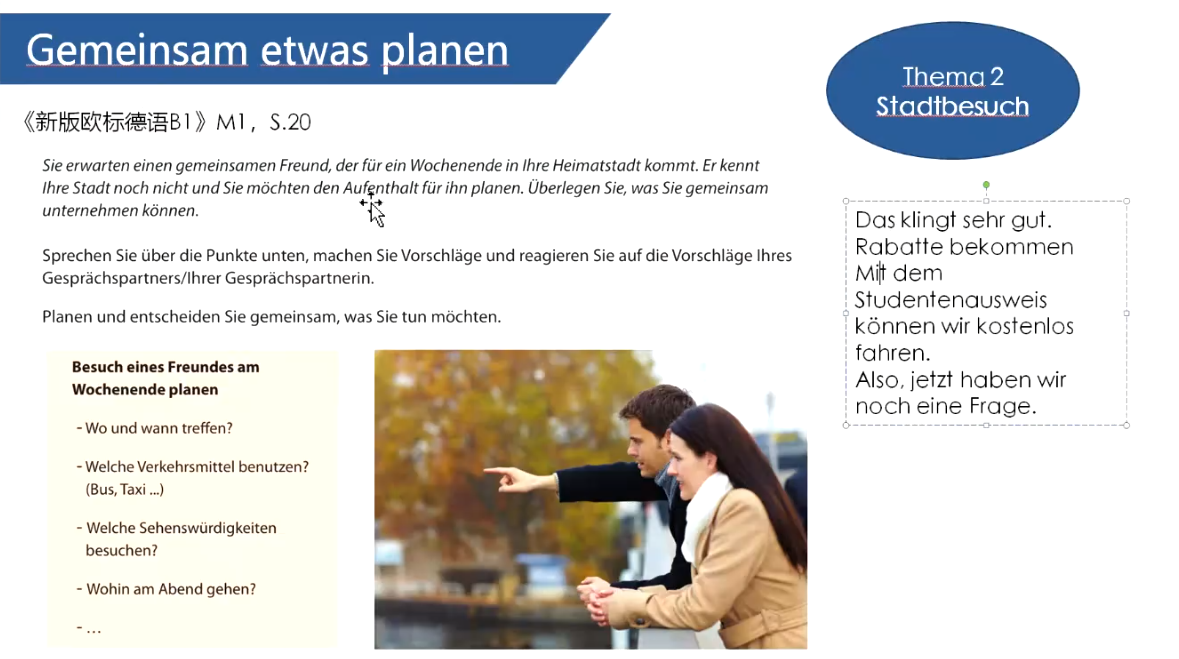 Gemeinsam etwas planen
Thema 2
Stadtbesuch
《新版欧标德语B1》M1，S.20
Sie erwarten einen gemeinsamen Freund, der für ein Wochenende in Ihre Heimatstadt kommt. Er kennt
Ihre Stadt noch nicht und Sie möchten den Aufenthalt für ihn planen. Überlegen Sie, was Sie gemeinsam
unternehmen können.
Sprechen Sie über die Punkte unten, machen Sie Vorschläge und reagieren Sie auf die Vorschläge Ihres
Gesprächspartners/Ihrer Gesprächspartnerin.
Planen und entscheiden Sie gemeinsam, was Sie tun möchten.
Besuch eines Freundes am
Wochenende planen
- Wo und wann treffen?
- Welche Verkehrsmittel benutzen?
(Bus, Taxi ...)
- Welche Sehenswürdigkeiten
besuchen?
- Wohin am Abend gehen?
- ...
Das klingt sehr gut.
Rabatte bekommen
Mit dem
Studentenausweis
können wir kostenlos
fahren.
Also, jetzt haben wir
noch eine Frage.